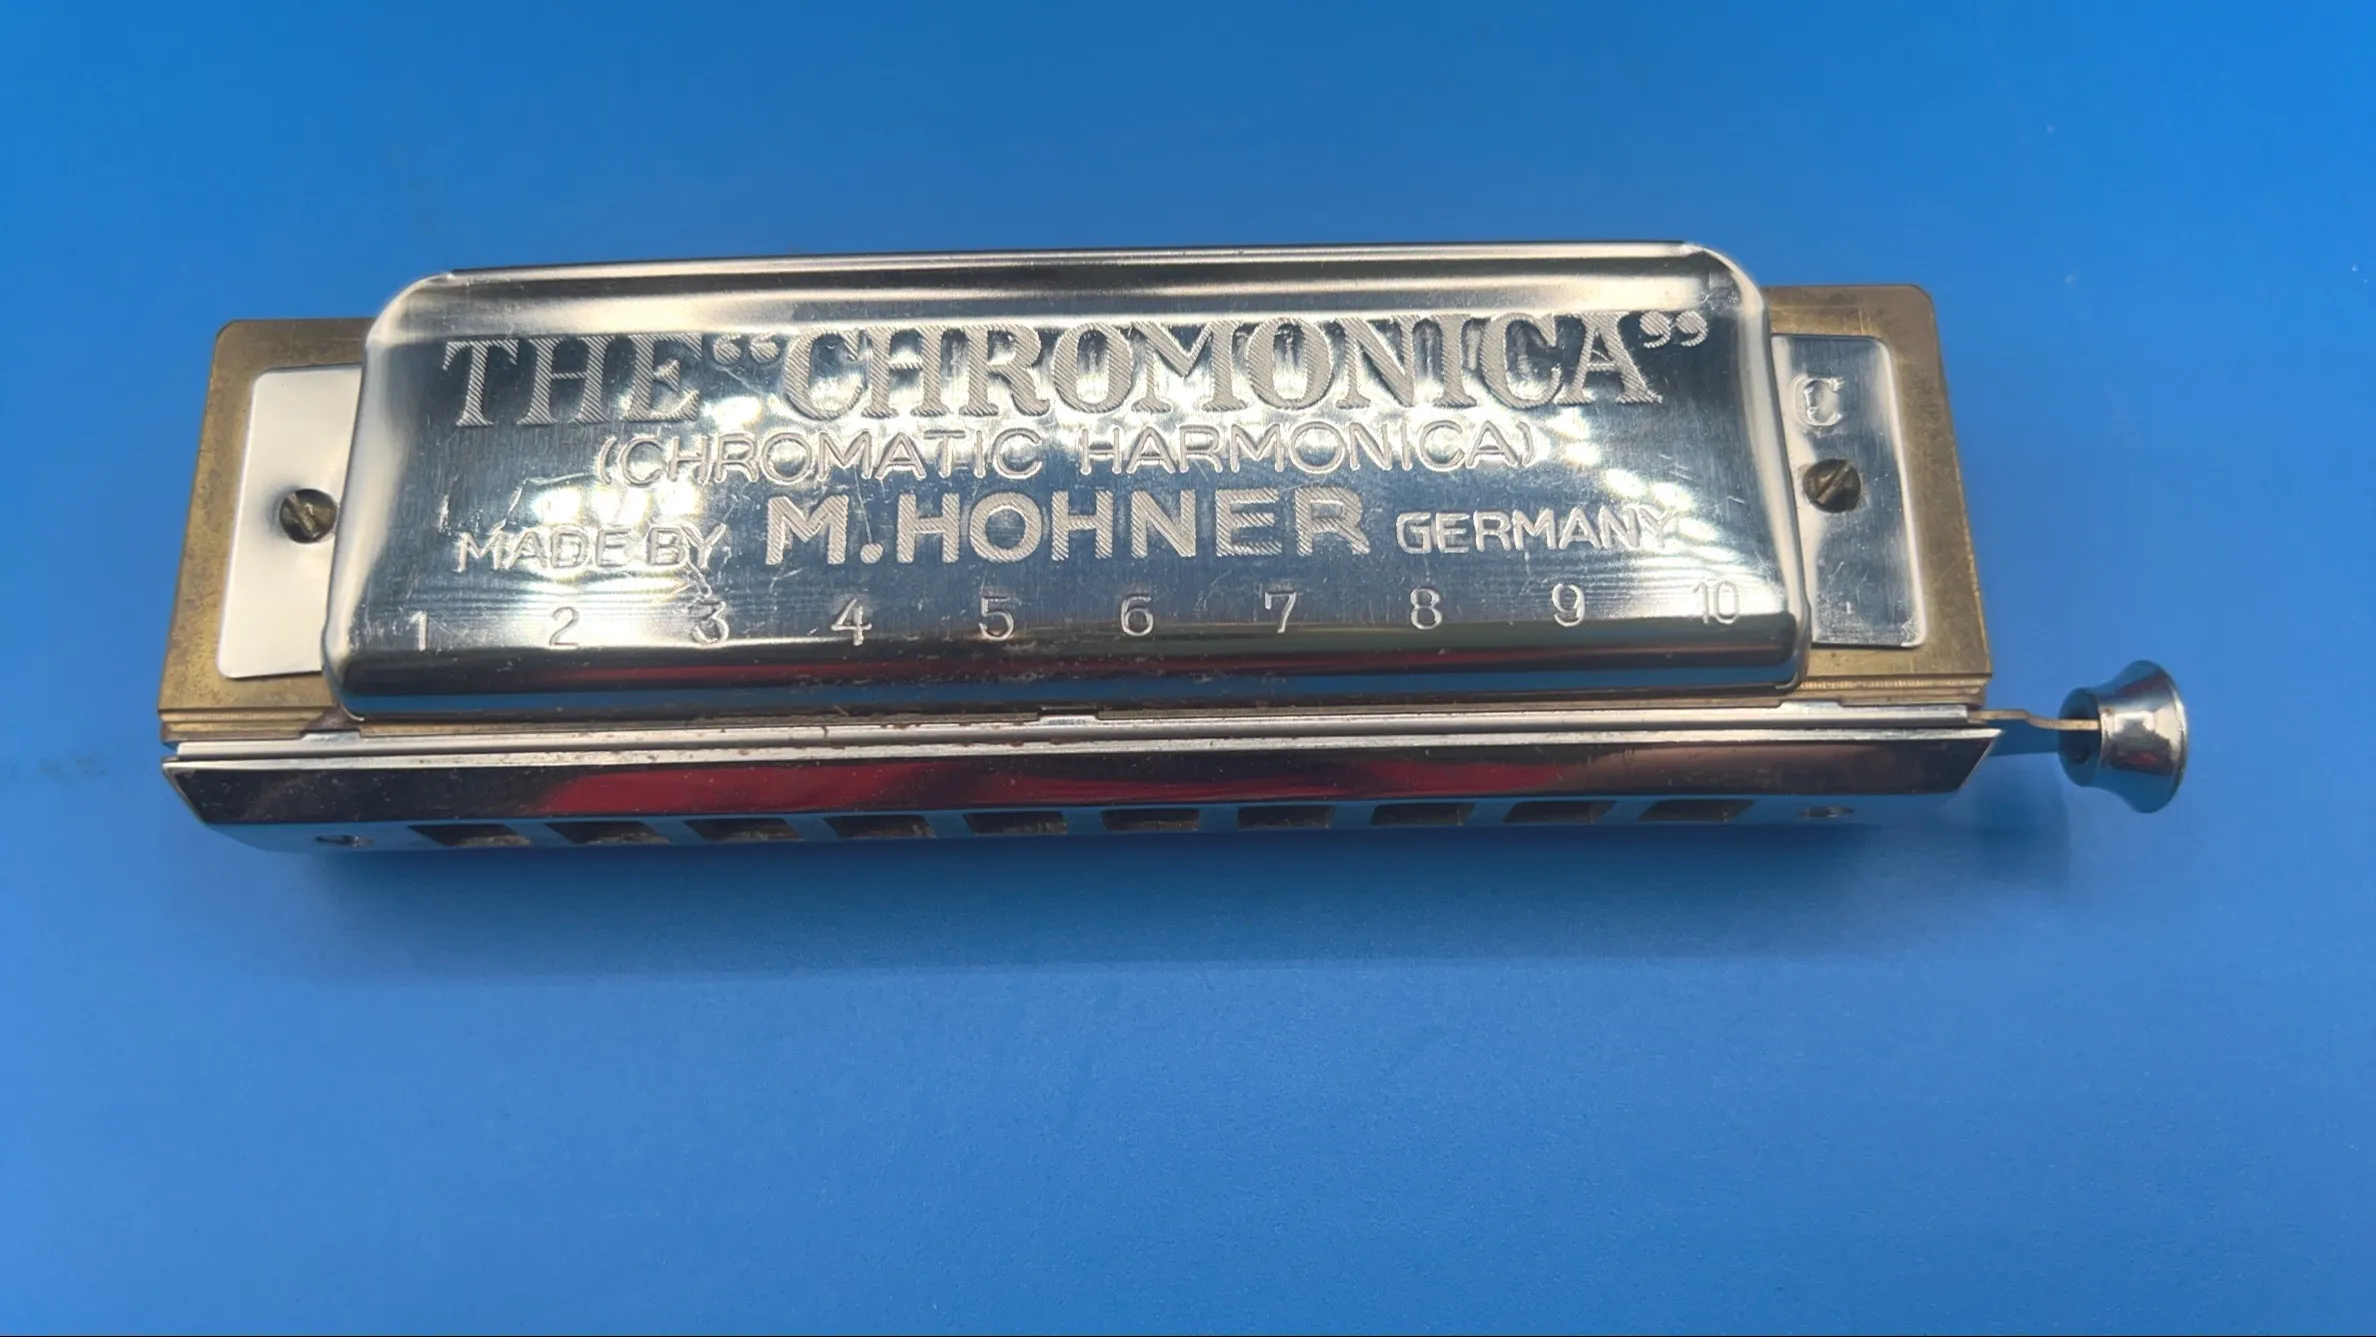 THE “CHROMONICA”
C
(CHROMATIC HARMONICA)
MADE BY M. HOHNER GERMANY
1 2 3 4 5 6 7 8 9 10